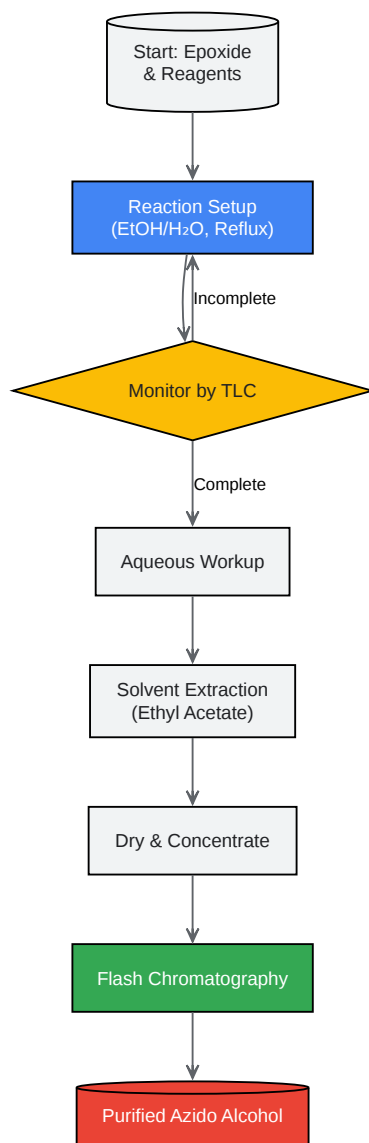 Start: Epoxide
& Reagents
Reaction Setup
(EtOH/H₂O, Reflux)
Incomplete
Monitor by TLC
Complete
Aqueous Workup
Solvent Extraction
(Ethyl Acetate)
Dry & Concentrate
Flash Chromatography
Purified Azido Alcohol